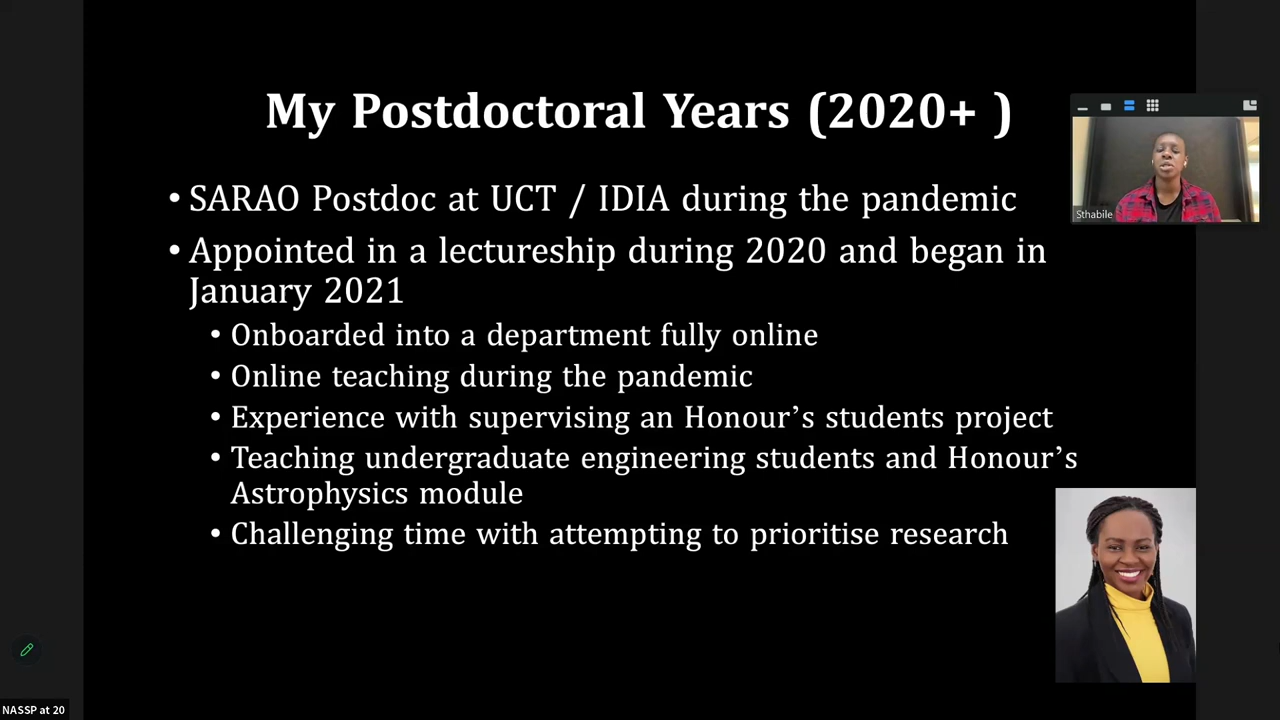 My Postdoctoral Years (2020+ )
• SARAO Postdoc at UCT / IDIA during the pandemic
• Appointed in a lectureship during 2020 and began in
January 2021
• Onboarded into a department fully online
• Online teaching during the pandemic
• Experience with supervising an Honour’s students project
• Teaching undergraduate engineering students and Honour’s
Astrophysics module
• Challenging time with attempting to prioritise research
Sthabile
NASSP at 20